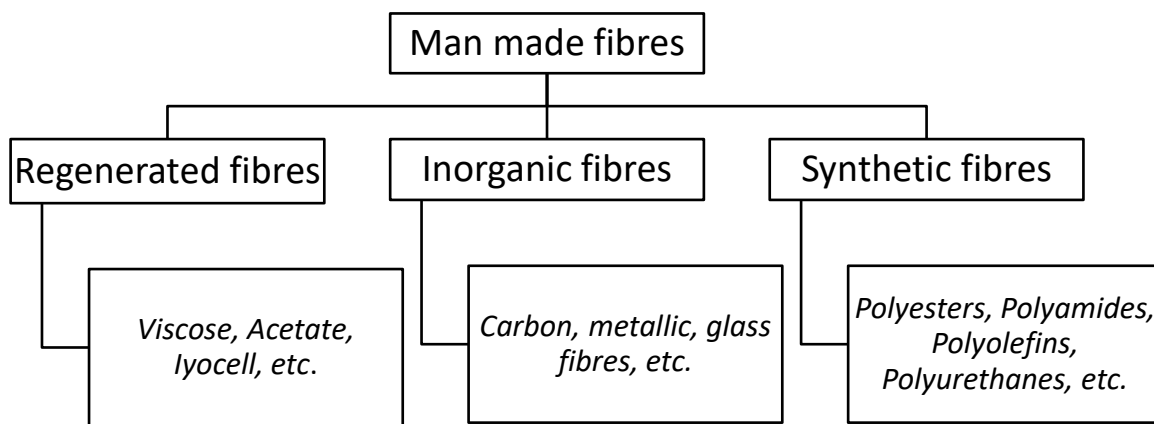 Man made fibres
Regenerated fibres
Inorganic fibres
Synthetic fibres
Viscose, Acetate,
Iyocell, etc.
Carbon, metallic, glass
fibres, etc.
Polyesters, Polyamides,
Polyolefins,
Polyurethanes, etc.